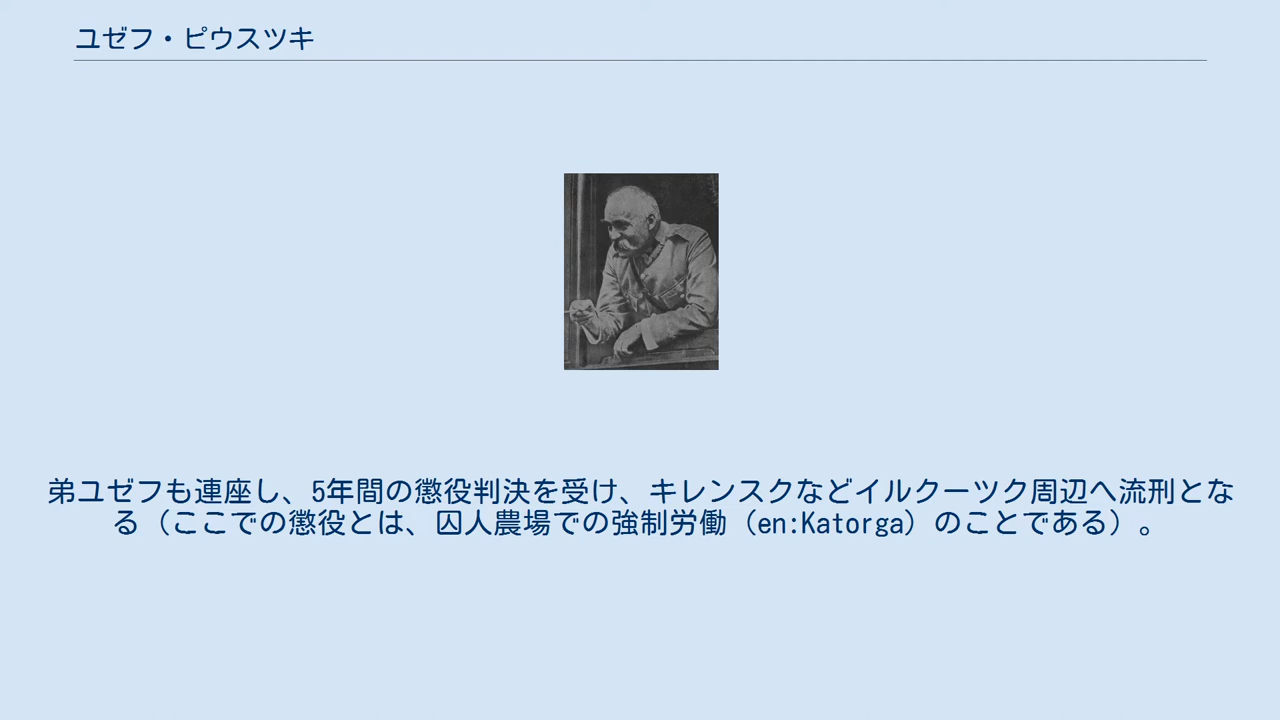 ユゼフ・ピウスツキ
弟ユゼフも連座し、5年間の懲役判決を受け、キレンスクなどイルクーツク周辺へ流刑とな
る（ここでの懲役とは、囚人農場での強制労働（en:Katorga）のことである）。